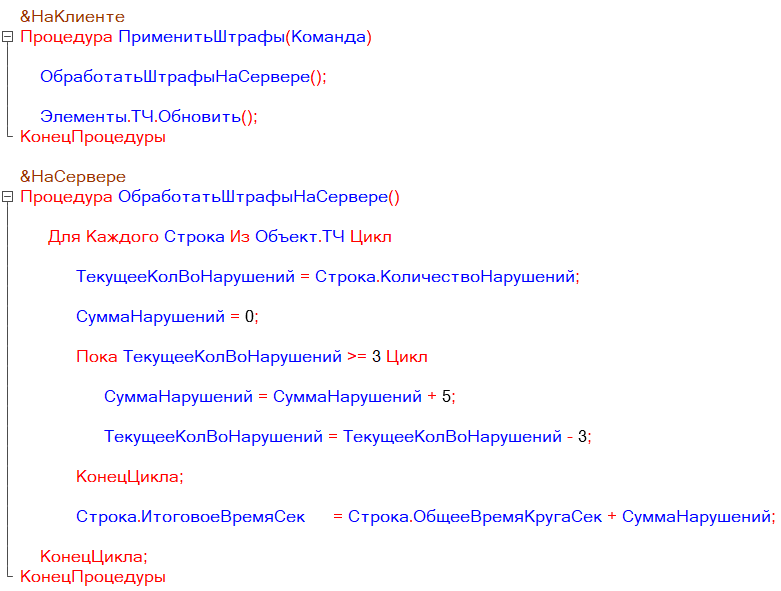 &НаКлиенте
Процедура ПрименитьШтрафы(Команда)
ОбработатьШтрафыНаСервере();
Элементы.ТЧ.Обновить();
КонецПроцедуры
&НаСервере
Процедура ОбработатьШтрафыНаСервере()
Для Каждого Строка Из Объект.ТЧ Цикл
ТекущееКолВоНарушений = Строка.КоличествоНарушений;
СуммаНарушений = 0;
Пока ТекущееКолВоНарушений >= 3 Цикл
СуммаНарушений = СуммаНарушений + 5;
ТекущееКолВоНарушений = ТекущееКолВоНарушений - 3;
КонецЦикла;
Строка.ИтоговоеВремяСек = Строка.ОбщееВремяКругаСек + СуммаНарушений;
КонецЦикла;
КонецПроцедуры